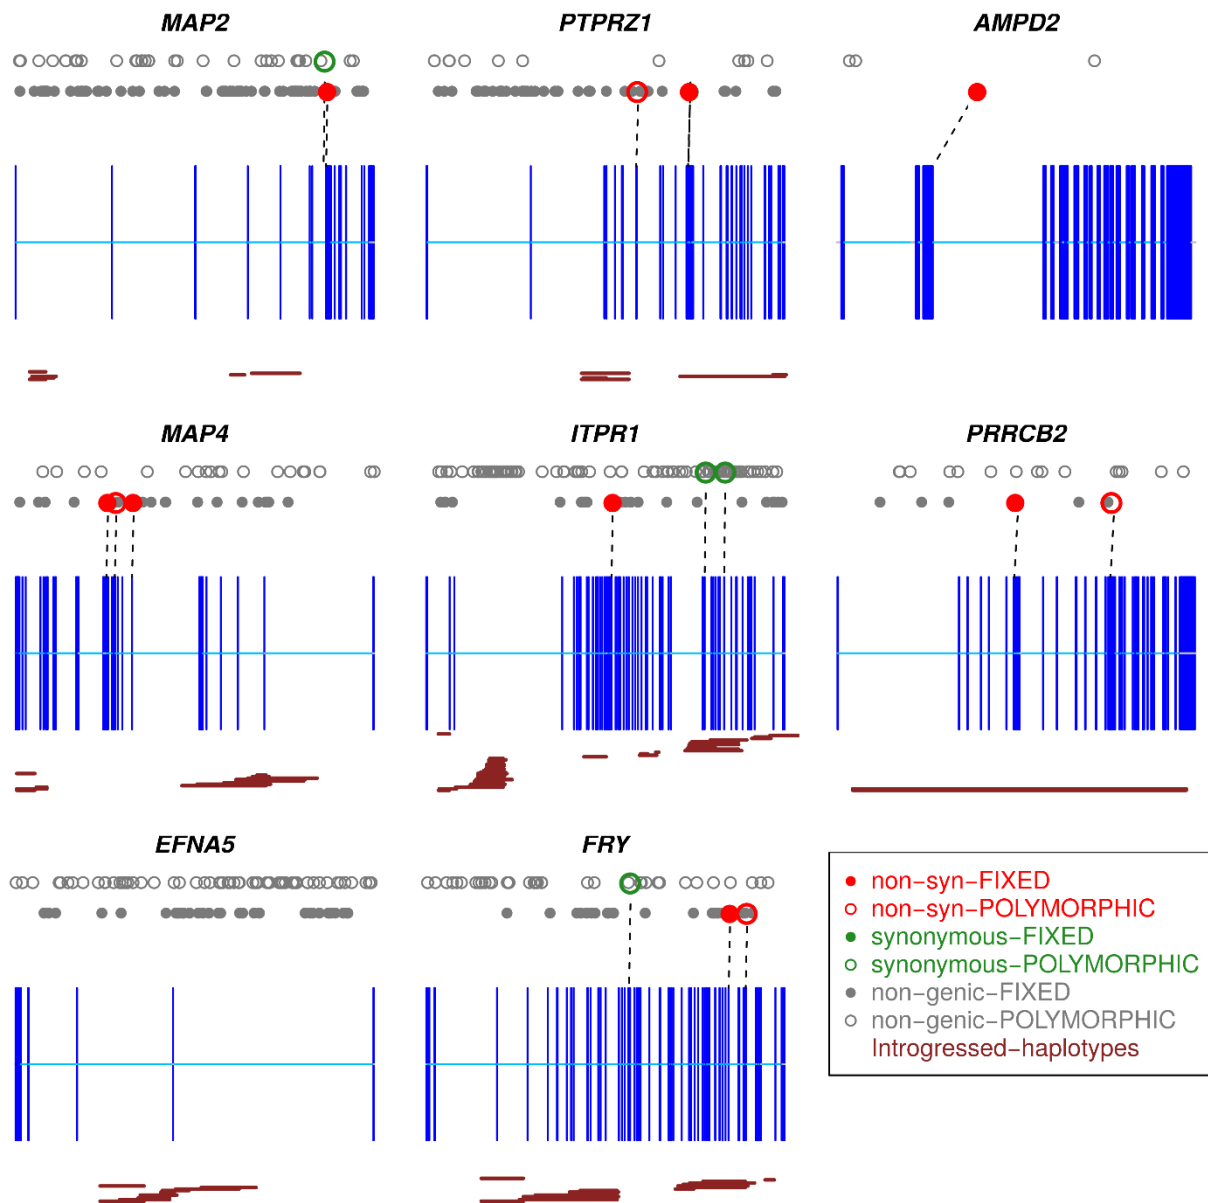 MAP2
PTPRZ1
AMPD2
MAP4
ITPR1
PRRCB2
EFNA5
FRY
non-syn-FIXED
non-syn-POLYMORPHIC
synonymous-FIXED
synonymous-POLYMORPHIC
non-genic-FIXED
non-genic-POLYMORPHIC
Introgressed-haplotypes